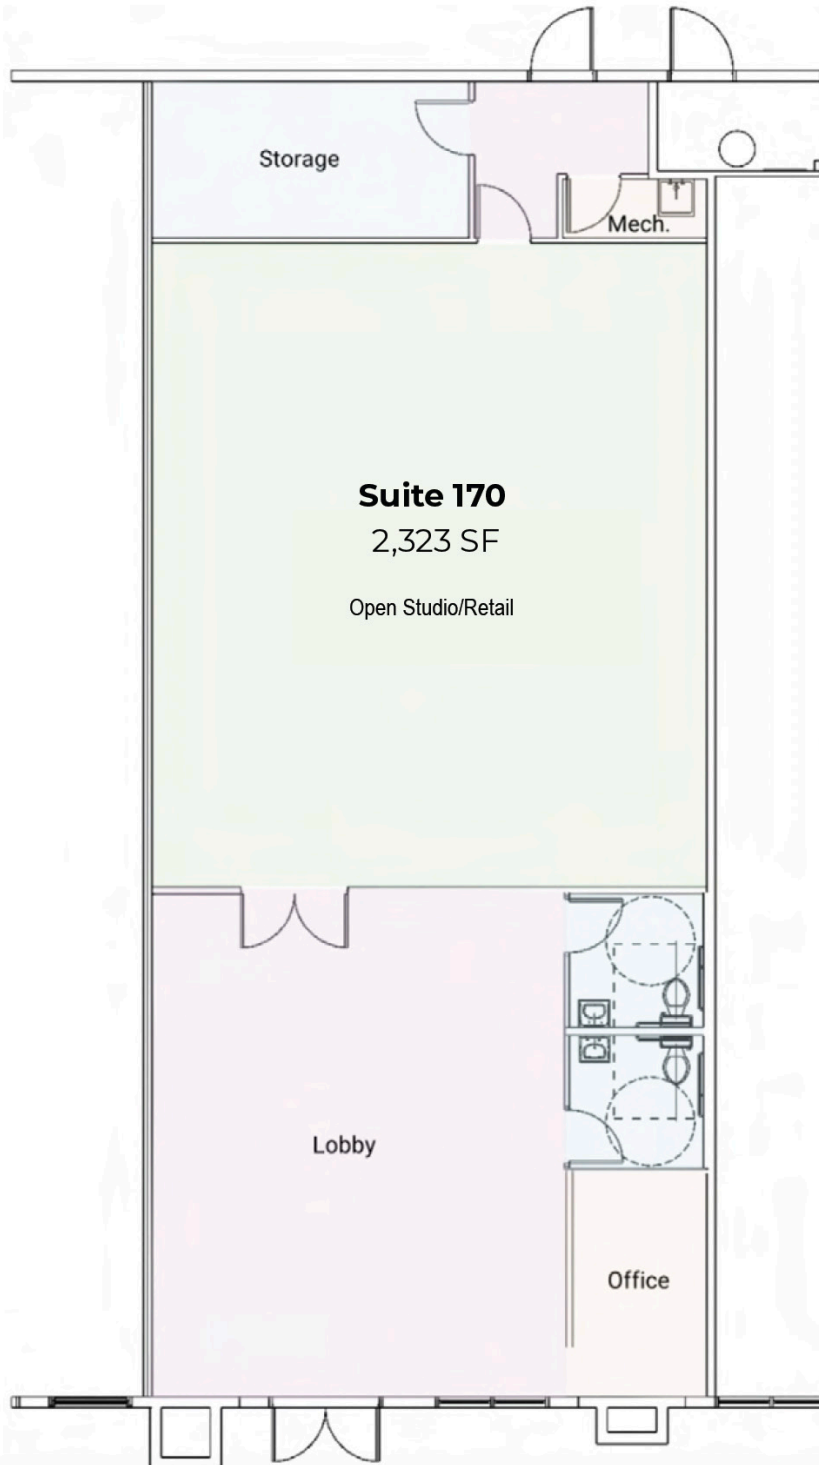 Storage
Mech.
Suite 170
2,323 SF
Open Studio/Retail
Lobby
Office